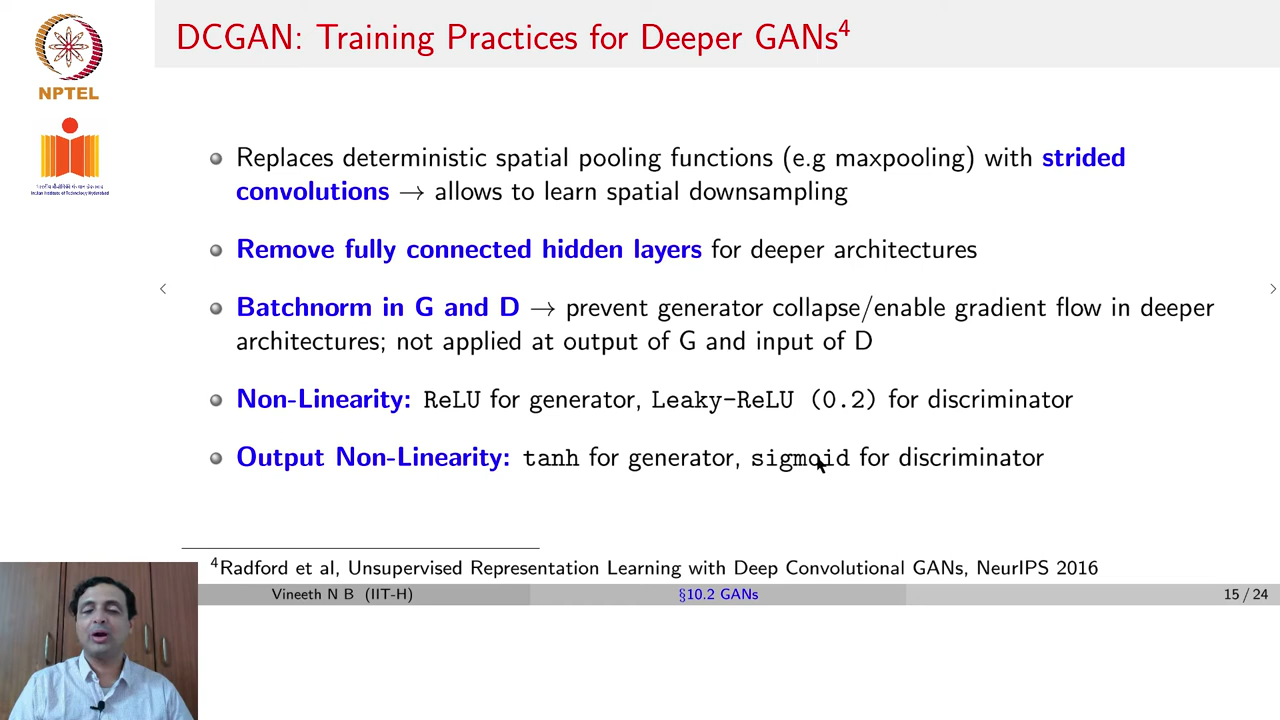 DCGAN: Training Practices for Deeper GANs⁴
NPTEL
Replaces deterministic spatial pooling functions (e.g maxpooling) with strided
convolutions → allows to learn spatial downsampling
Remove fully connected hidden layers for deeper architectures
Batchnorm in G and D → prevent generator collapse/enable gradient flow in deeper
architectures; not applied at output of G and input of D
Non-Linearity: ReLU for generator, Leaky-ReLU (0.2) for discriminator
Output Non-Linearity: tanh for generator, sigmoid for discriminator
⁴Radford et al, Unsupervised Representation Learning with Deep Convolutional GANs, NeurIPS 2016
Vineeth N B (IIT-H) §10.2 GANs 15 / 24